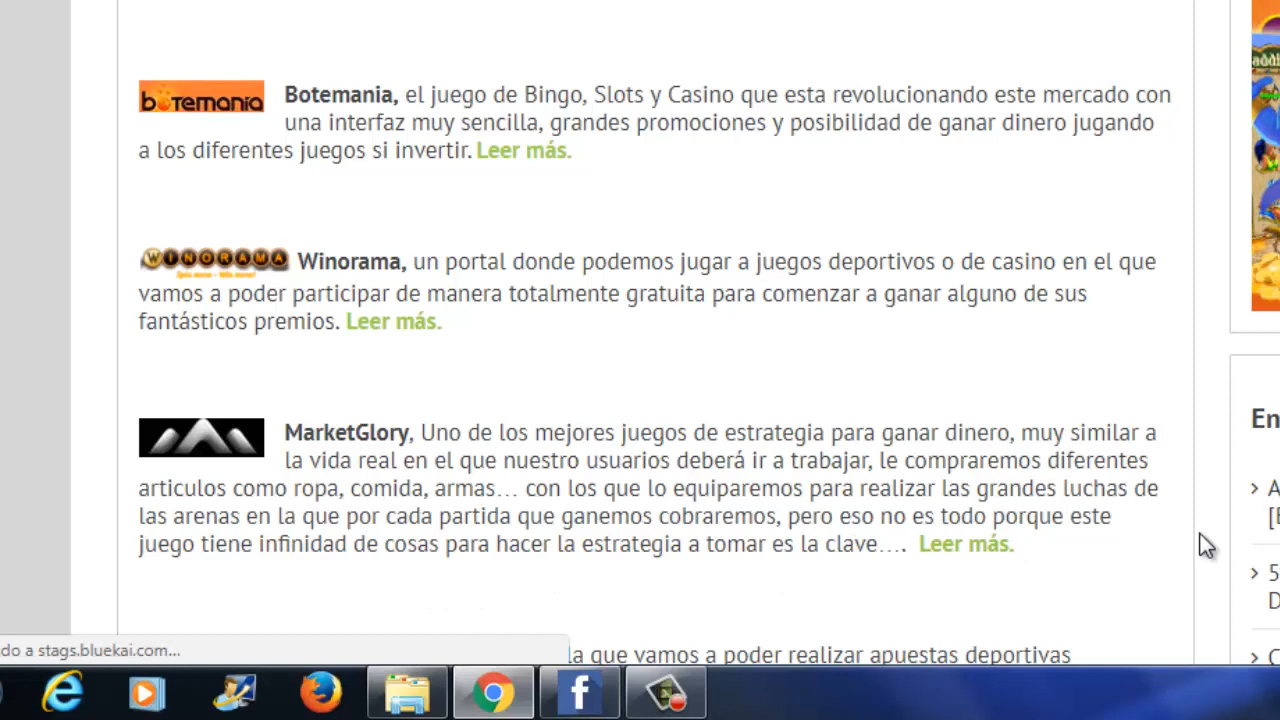 botemania
Botemania, el juego de Bingo, Slots y Casino que esta revolucionando este mercado con
una interfaz muy sencilla, grandes promociones y posibilidad de ganar dinero jugando
a los diferentes juegos si invertir. Leer más.
WINORAMA
Winorama, un portal donde podemos jugar a juegos deportivos o de casino en el que
vamos a poder participar de manera totalmente gratuita para comenzar a ganar alguno de sus
fantásticos premios. Leer más.
MarketGlory, Uno de los mejores juegos de estrategia para ganar dinero, muy similar a
la vida real en el que nuestro usuarios deberá ir a trabajar, le compraremos diferentes
articulos como ropa, comida, armas… con los que lo equiparemos para realizar las grandes luchas de
las arenas en la que por cada partida que ganemos cobraremos, pero eso no es todo porque este
juego tiene infinidad de cosas para hacer la estrategia a tomar es la clave…. Leer más.
la que vamos a poder realizar apuestas deportivas
do a stags.bluekai.com...
En
A
[E
5
D